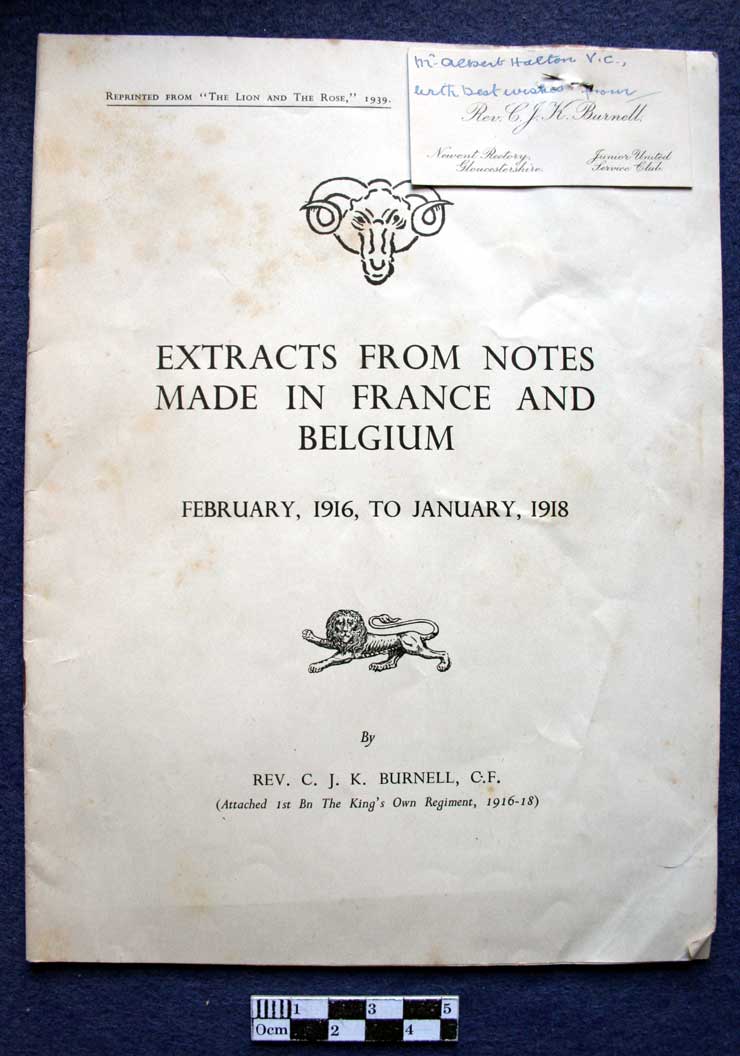 REPRINTED FROM "THE LION AND THE ROSE," 1939.
Mr Albert Halton V.C.,
with best wishes from
Rev. C. J. K. Burnell.
Newent Rectory,
Gloucestershire.
Junior United
Service Club.
EXTRACTS FROM NOTES
MADE IN FRANCE AND
BELGIUM
FEBRUARY, 1916, TO JANUARY, 1918
By
REV. C. J. K. BURNELL, C.F.
(Attached 1st Bn The King's Own Regiment, 1916-18)
1 3 5
0cm 2 4